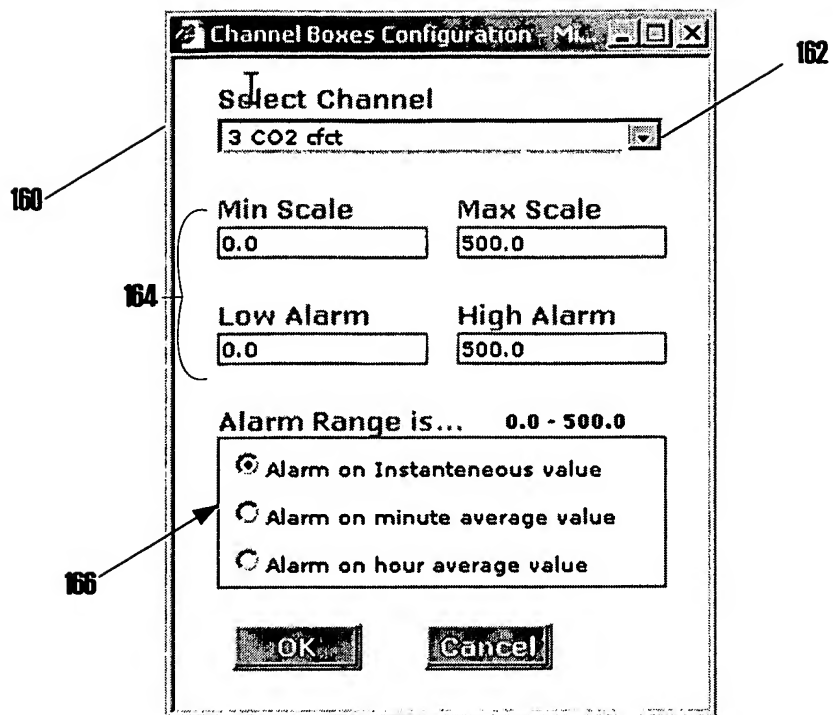 Channel Boxes Configuration - Mi...
162
Select Channel
3 CO2 cfct
160
Min Scale Max Scale
0.0 500.0
164
Low Alarm High Alarm
0.0 500.0
Alarm Range is... 0.0 - 500.0
Alarm on Instanteneous value
Alarm on minute average value
166
Alarm on hour average value
OK Cancel